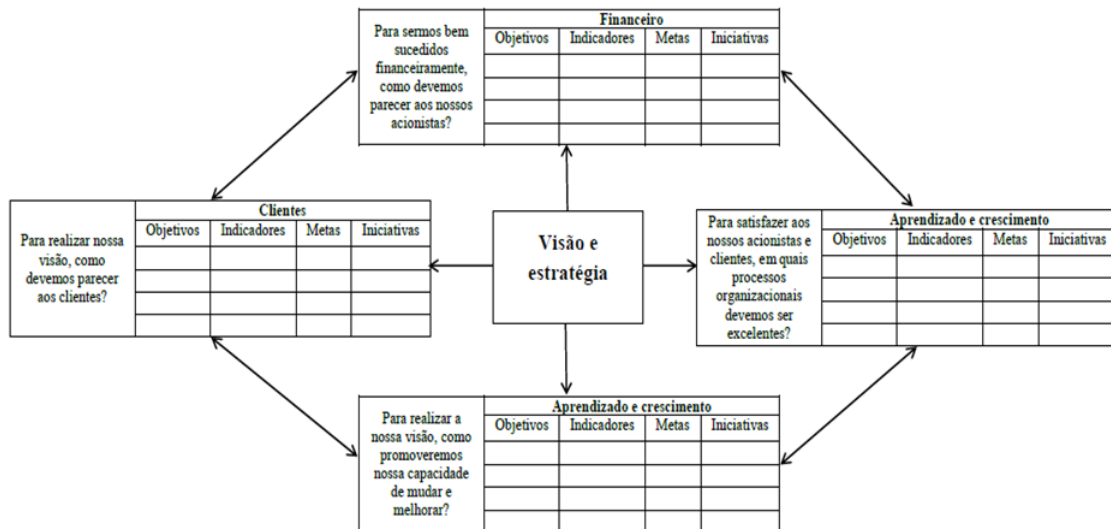 Para sermos bem
sucedidos
financeiramente,
como devemos
parecer aos nossos
acionistas?
Financeiro
Objetivos Indicadores Metas Iniciativas
Para realizar nossa
visão, como
devemos parecer
aos clientes?
Clientes
Objetivos Indicadores Metas Iniciativas
Visão e
estratégia
Para satisfazer aos
nossos acionistas e
clientes, em quais
processos
organizacionais
devemos ser
excelentes?
Aprendizado e crescimento
Objetivos Indicadores Metas Iniciativas
Para realizar a
nossa visão, como
promoveremos
nossa capacidade
de mudar e
melhorar?
Aprendizado e crescimento
Objetivos Indicadores Metas Iniciativas